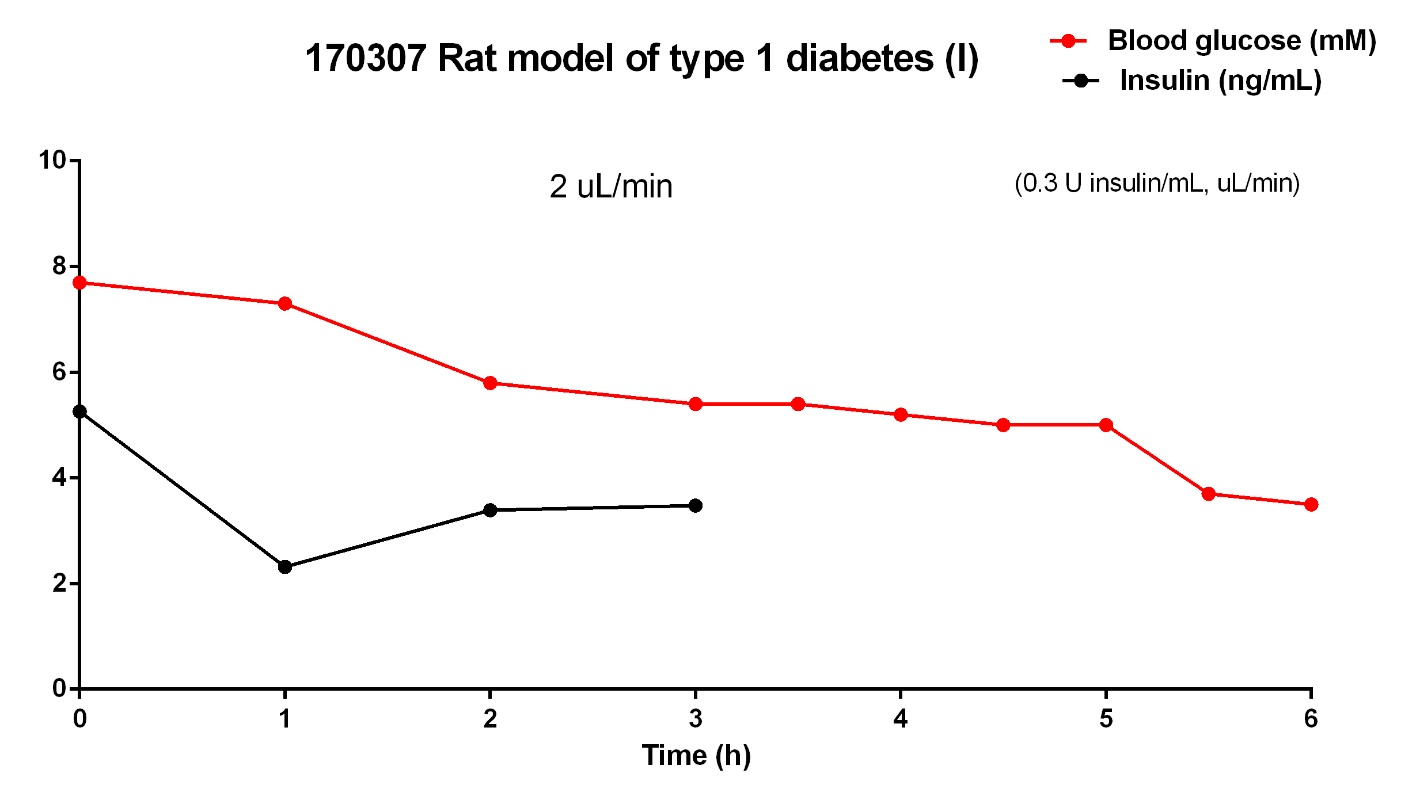 170307 Rat model of type 1 diabetes (I)
Blood glucose (mM)
Insulin (ng/mL)
2 uL/min
(0.3 U insulin/mL, uL/min)
10
8
6
4
2
0
0 1 2 3 4 5 6
Time (h)